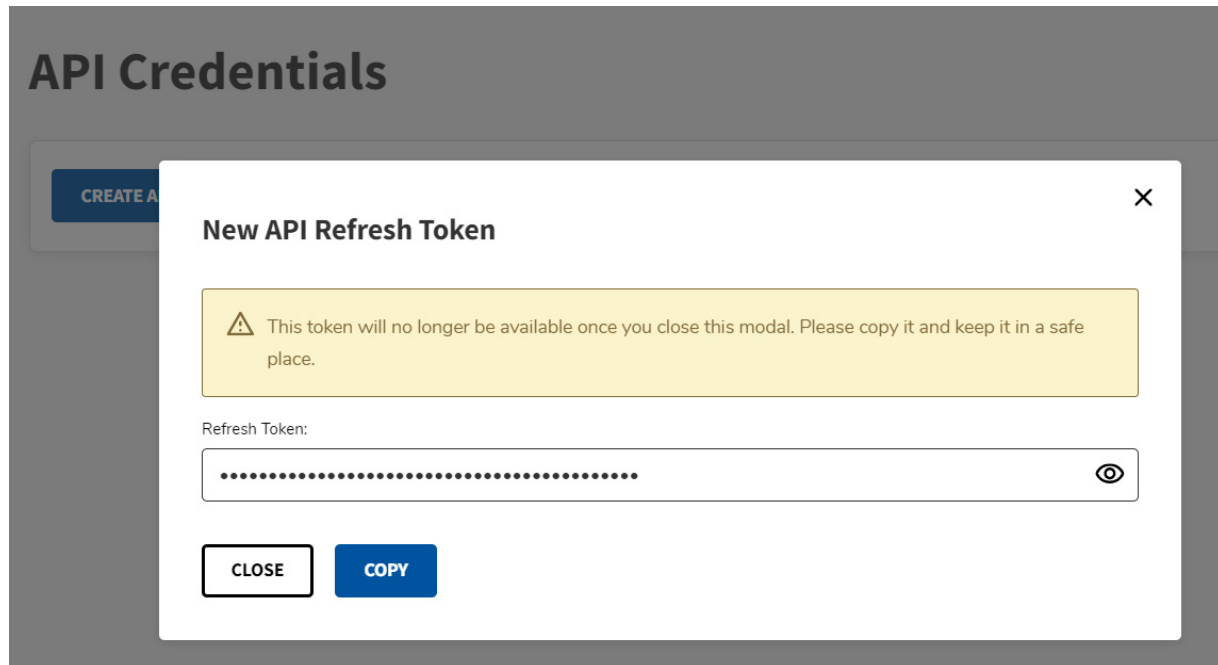 API Credentials
CREATE A
New API Refresh Token
This token will no longer be available once you close this modal. Please copy it and keep it in a safe
place.
Refresh Token:
•••••••••••••••••••••••••••••••••••••••••••
CLOSE
COPY